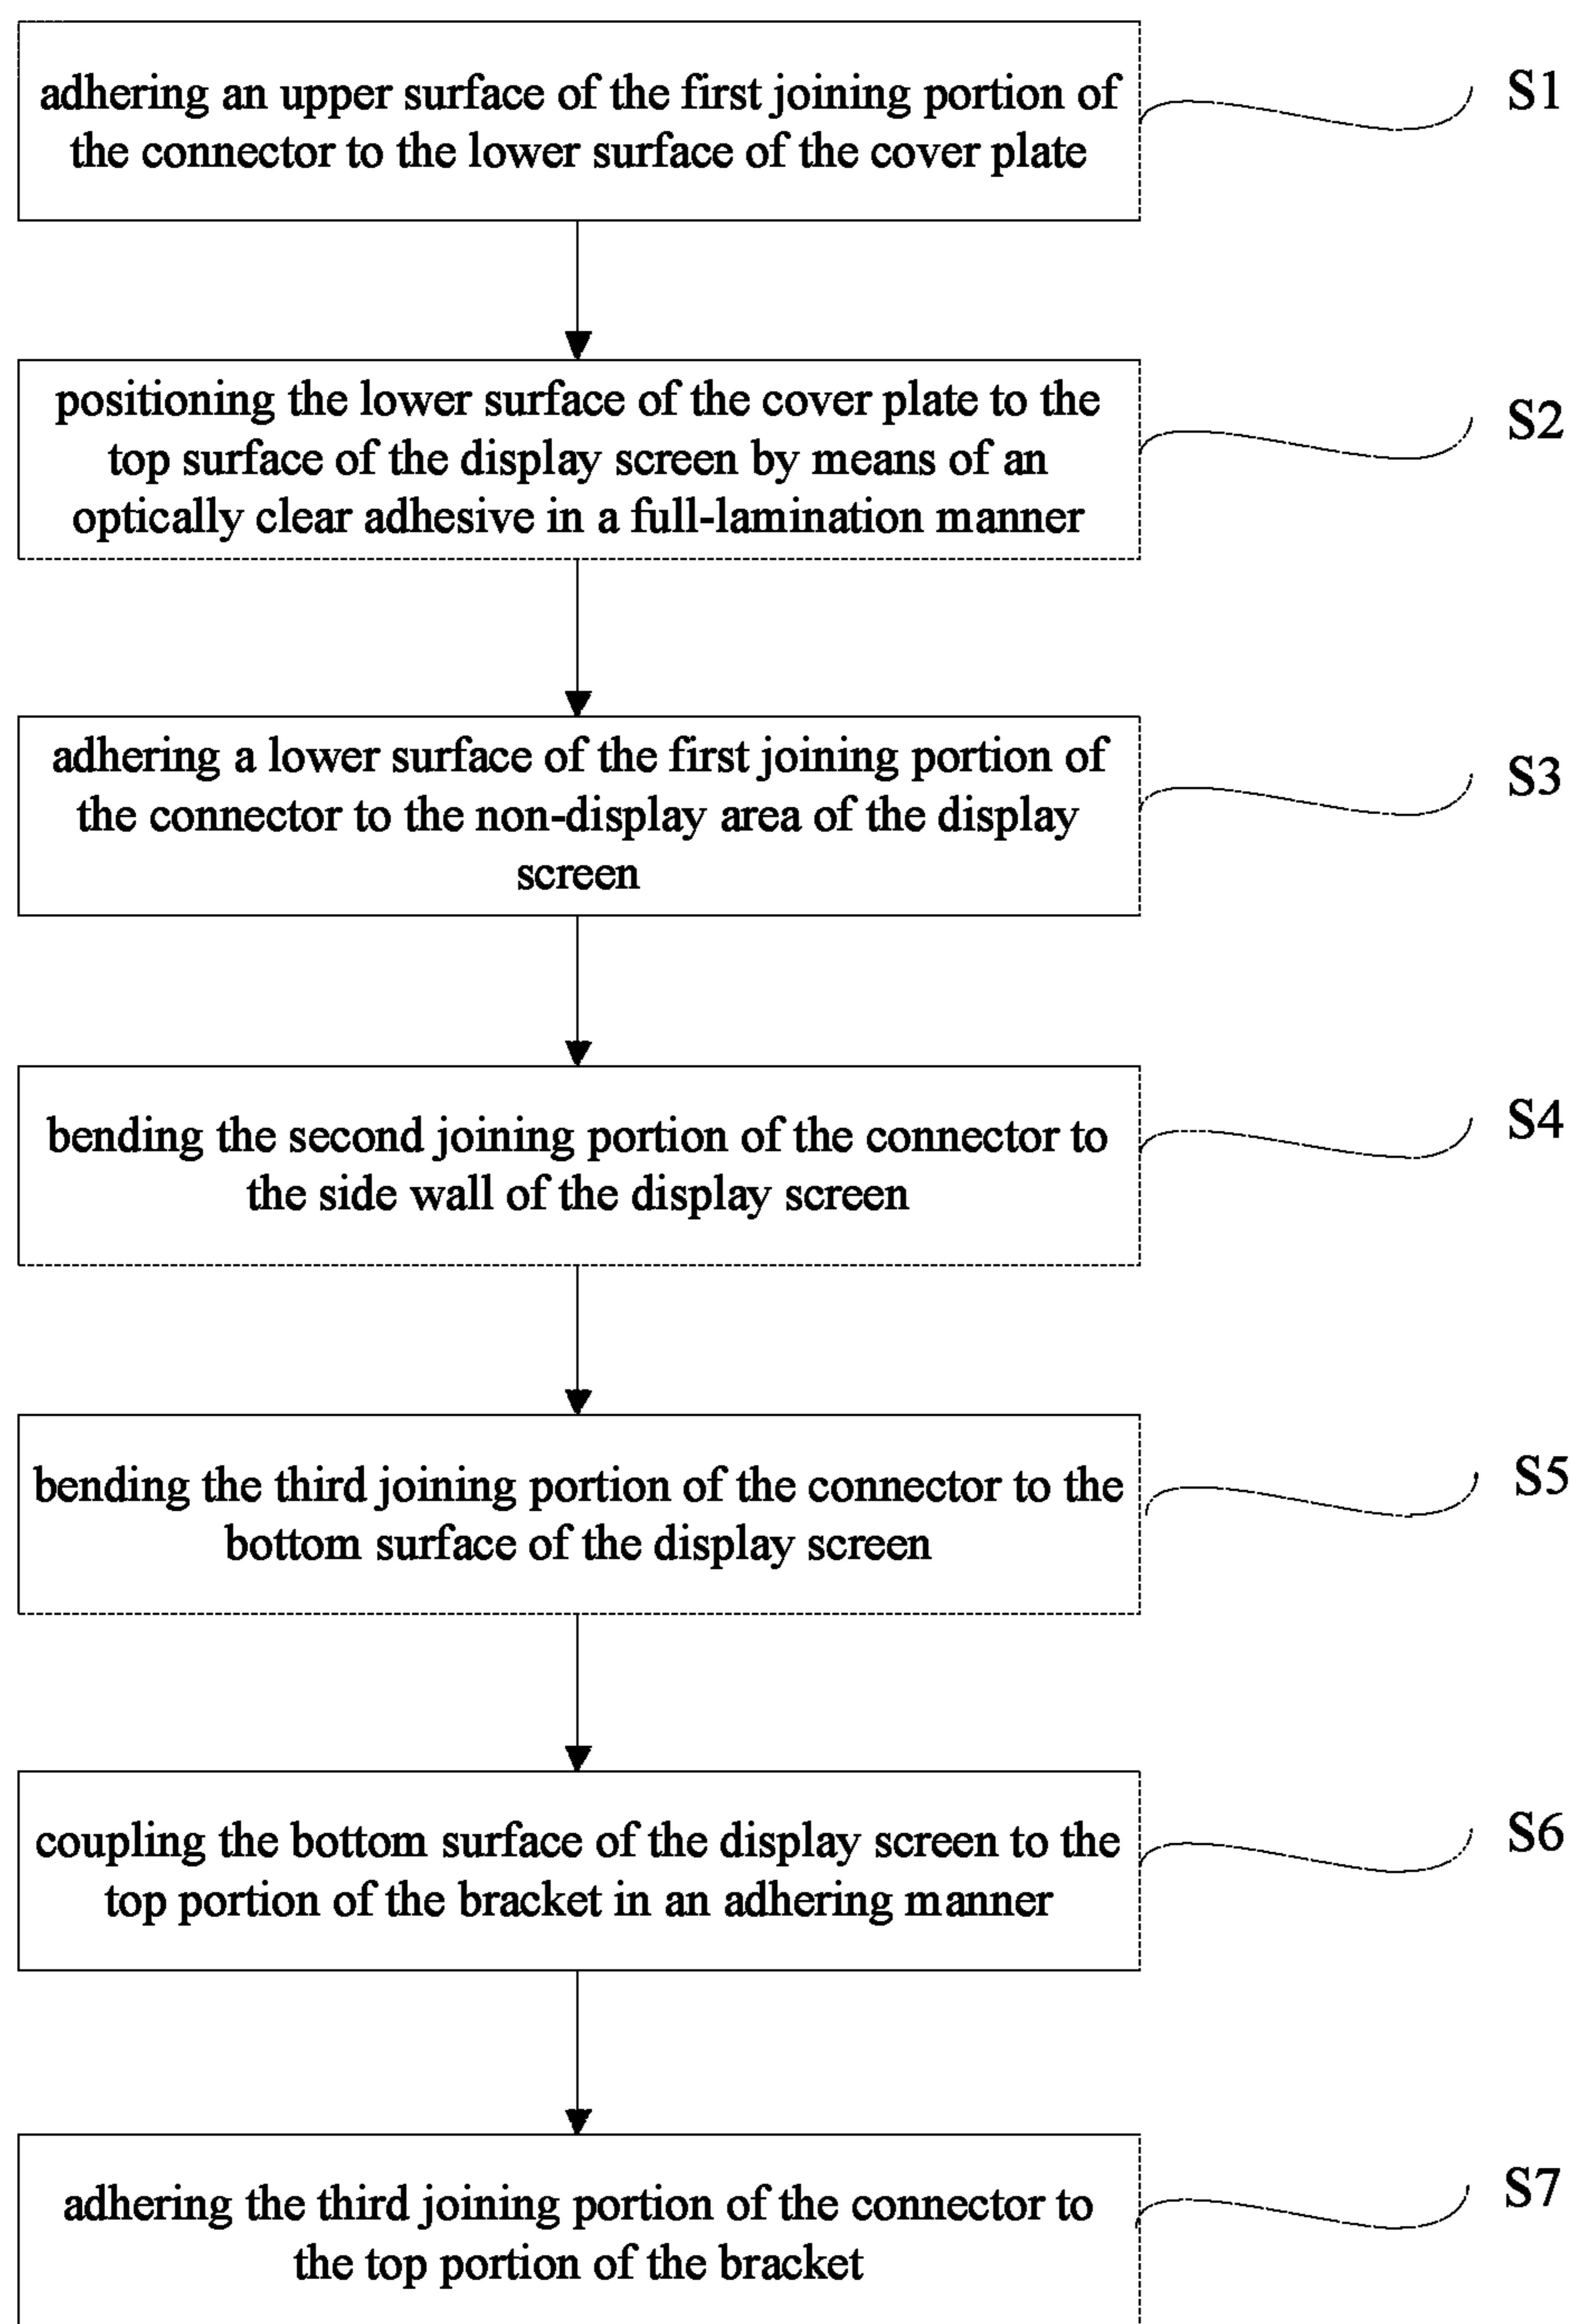 adhering an upper surface of the first joining portion of
the connector to the lower surface of the cover plate
S1
positioning the lower surface of the cover plate to the
top surface of the display screen by means of an
optically clear adhesive in a full-lamination manner
S2
adhering a lower surface of the first joining portion of
the connector to the non-display area of the display
screen
S3
bending the second joining portion of the connector to
the side wall of the display screen
S4
bending the third joining portion of the connector to the
bottom surface of the display screen
S5
coupling the bottom surface of the display screen to the
top portion of the bracket in an adhering manner
S6
adhering the third joining portion of the connector to
the top portion of the bracket
S7